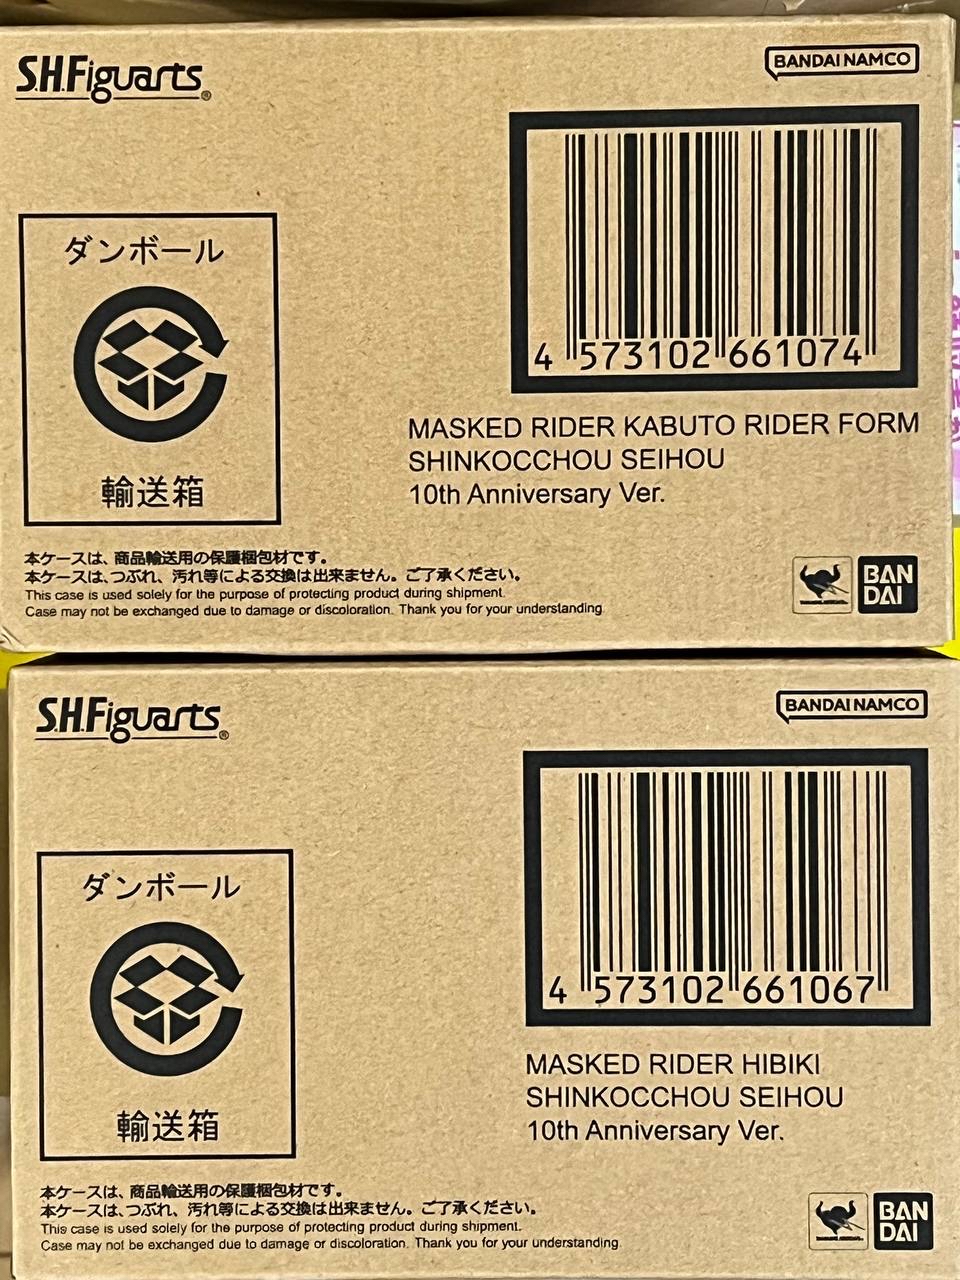 S.H.Figuarts®
BANDAI NAMCO
ダンボール
輸送箱
4 573102 661074
MASKED RIDER KABUTO RIDER FORM
SHINKOCCHOU SEIHOU
10th Anniversary Ver.
本ケースは、商品輸送用の保護梱包材です。
本ケースは、つぶれ、汚れ等による交換は出来ません。ご了承ください。
This case is used solely for the purpose of protecting product during shipment.
Case may not be exchanged due to damage or discoloration. Thank you for your understanding
BAN
DAI
S.H.Figuarts®
BANDAI NAMCO
ダンボール
輸送箱
4 573102 661067
MASKED RIDER HIBIKI
SHINKOCCHOU SEIHOU
10th Anniversary Ver.
本ケースは、商品輸送用の保護梱包材です。
本ケースは、つぶれ、汚れ等による交換は出来ません。ご了承ください。
This case is used solely for the purpose of protecting product during shipment.
Case may not be exchanged due to damage or discoloration. Thank you for your understanding
BAN
DAI